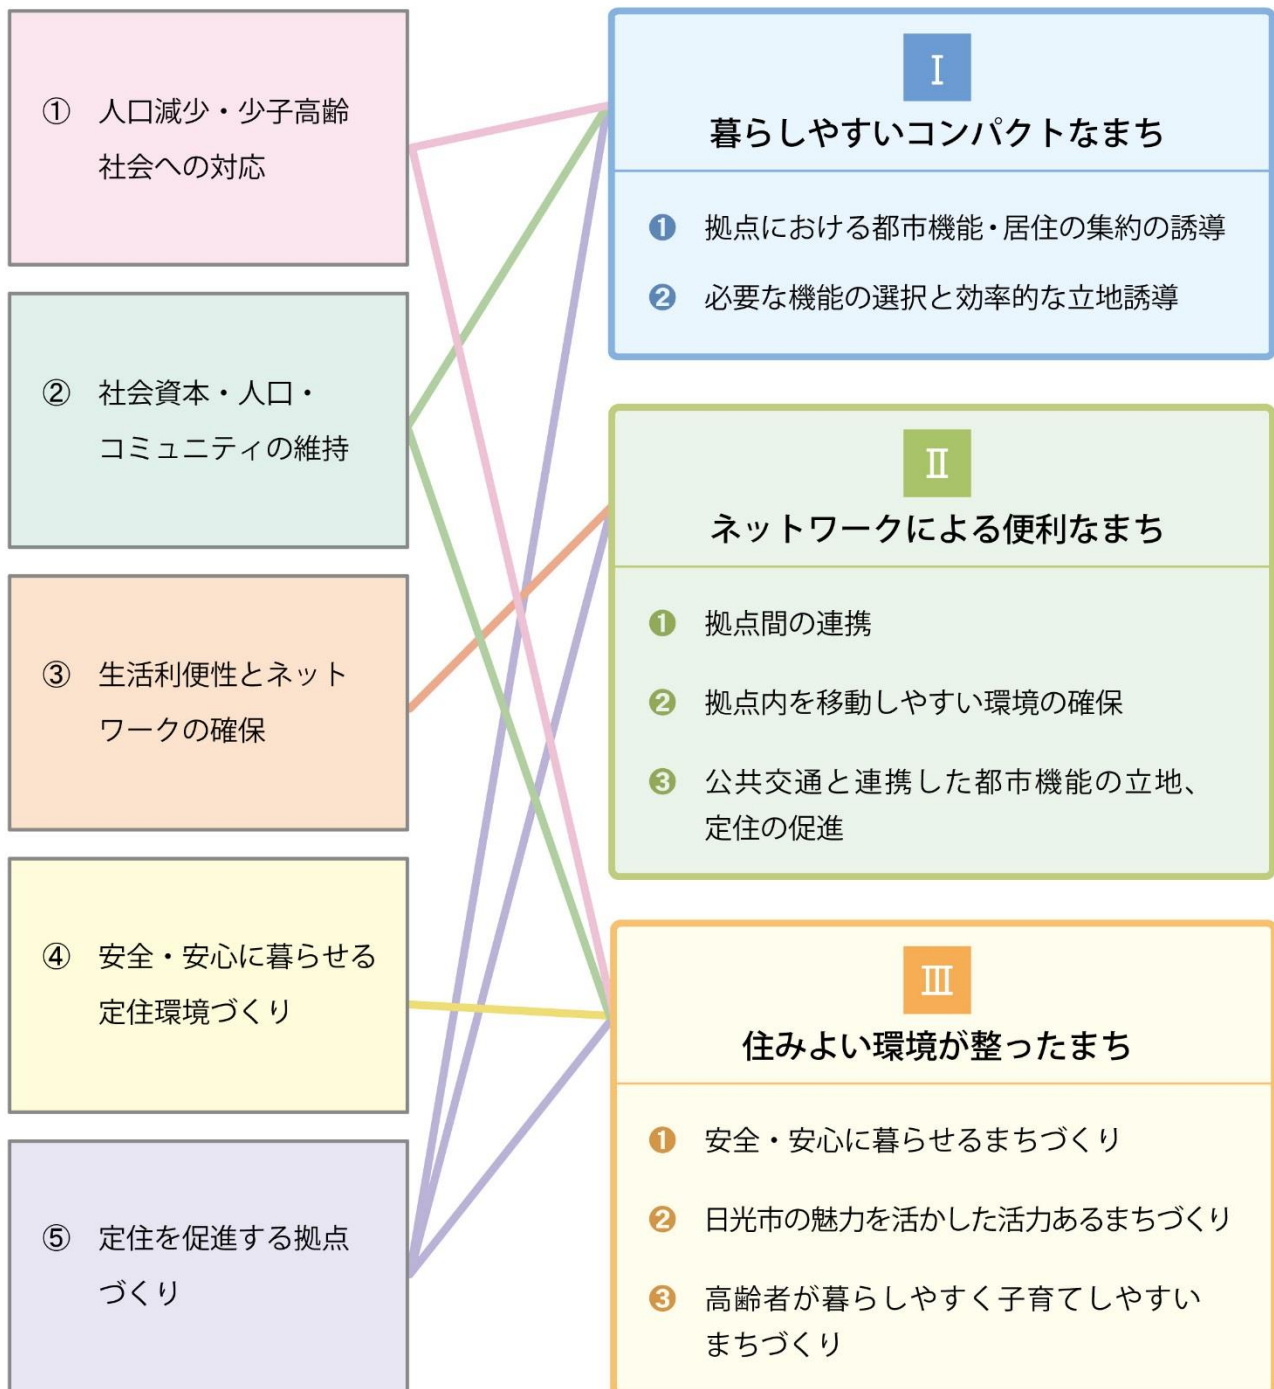 ① 人口減少・少子高齢
社会への対応
② 社会資本・人口・
コミュニティの維持
③ 生活利便性とネット
ワークの確保
④ 安全・安心に暮らせる
定住環境づくり
⑤ 定住を促進する拠点
づくり
Ⅰ
暮らしやすいコンパクトなまち
❶ 拠点における都市機能・居住の集約の誘導
❷ 必要な機能の選択と効率的な立地誘導
Ⅱ
ネットワークによる便利なまち
❶ 拠点間の連携
❷ 拠点内を移動しやすい環境の確保
❸ 公共交通と連携した都市機能の立地、
定住の促進
Ⅲ
住みよい環境が整ったまち
❶ 安全・安心に暮らせるまちづくり
❷ 日光市の魅力を活かした活力あるまちづくり
❸ 高齢者が暮らしやすく子育てしやすい
まちづくり